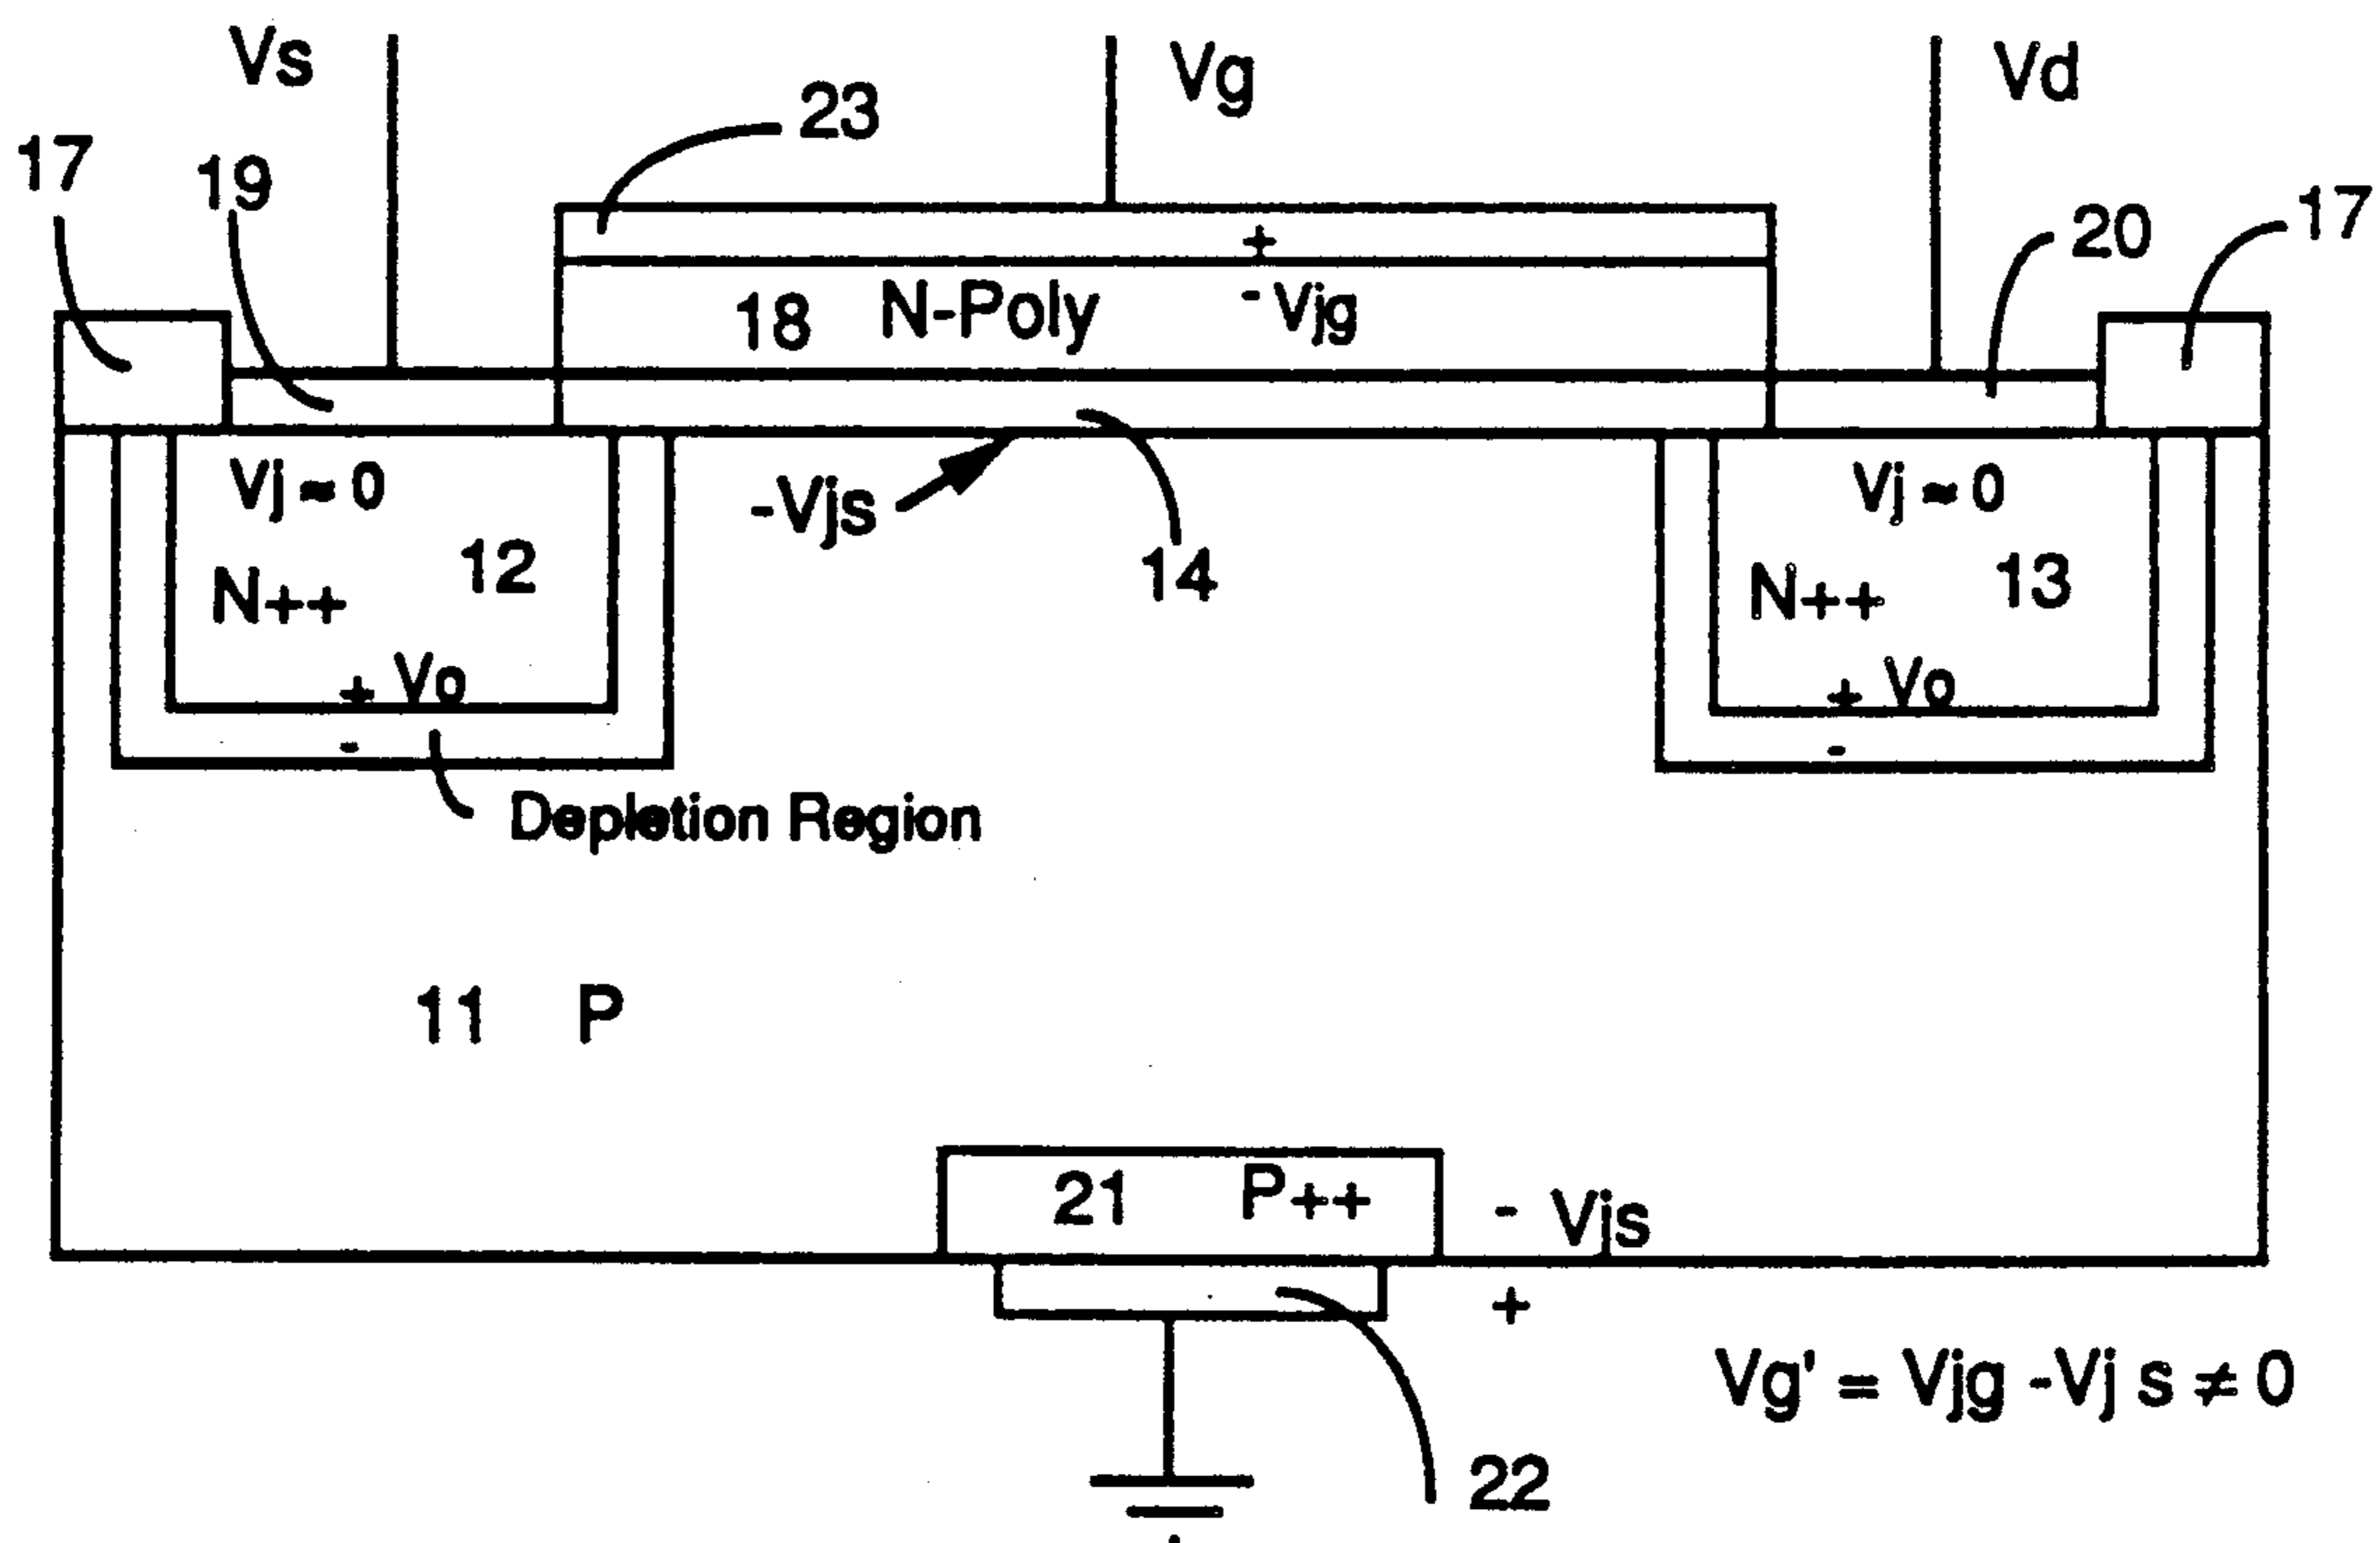 Vs
Vg
Vd
23
17
19
20
17
+
18 N-Poly - Vjg
Vj ≈ 0
-Vjs
Vj ≈ 0
12
14
13
N++
N++
+ Vo
+ Vo
-
-
Depletion Region
11 P
21 P++
- Vjs
+
Vg' = Vjg -Vj s ≠ 0
22